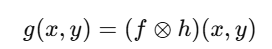 g(x, y) = (f ⊗ h)(x, y)